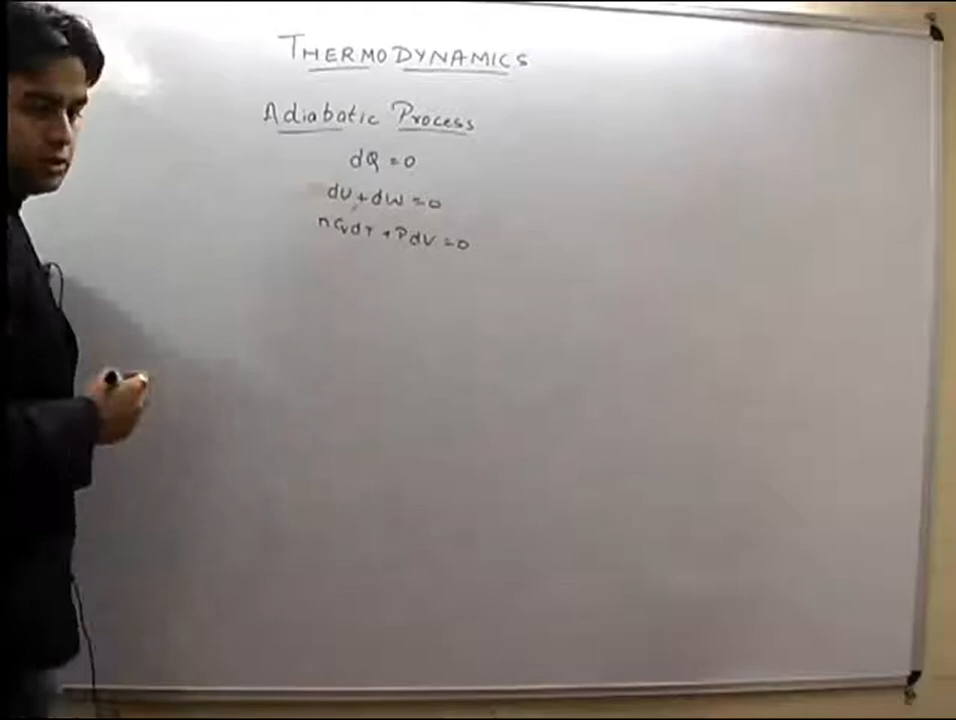 THERMODYNAMICS
Adiabatic Process
dQ = 0
dU + dW = 0
nCvdT + PdV = 0